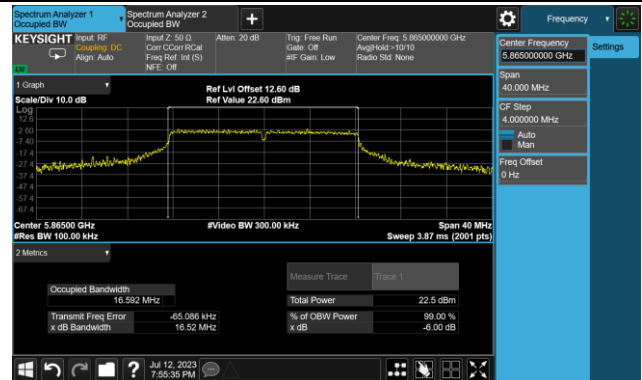 Spectrum Analyzer 1
Occupied BW
Spectrum Analyzer 2
Occupied BW
+
Frequency
KEYSIGHT
Input: RF
Coupling: DC
Align: Auto
Input Z: 50 Ω
Corr CCorr RCal
Freq Ref: Int (S)
NFE: Off
Atten: 20 dB
Trig: Free Run
Gate: Off
#IF Gain: Low
Center Freq: 5.865000000 GHz
Avg|Hold:>10/10
Radio Std: None
Center Frequency
5.865000000 GHz
Settings
Span
40.000 MHz
CF Step
4.000000 MHz
Auto
Man
Freq Offset
0 Hz
1 Graph
Scale/Div 10.0 dB
Ref Lvl Offset 12.60 dB
Ref Value 22.60 dBm
Log
12.6
2.60
-7.40
-17.4
-27.4
-37.4
-47.4
-57.4
-67.4
Center 5.86500 GHz
#Res BW 100.00 kHz
#Video BW 300.00 kHz
Span 40 MHz
Sweep 3.87 ms (2001 pts)
2 Metrics
Measure Trace
Trace 1
Occupied Bandwidth
16.592 MHz
Total Power
22.5 dBm
Transmit Freq Error
-65.086 kHz
% of OBW Power
99.00 %
x dB Bandwidth
16.52 MHz
x dB
-6.00 dB
?
Jul 12, 2023
7:55:35 PM